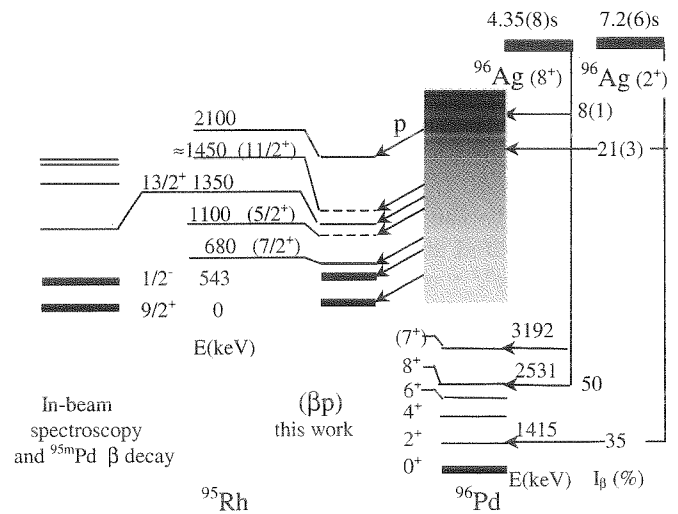 4.35(8)s 7.2(6)s
⁹⁶Ag (8⁺) ⁹⁶Ag (2⁺)
2100 p 8(1)
≈1450 (11/2⁺) 21(3)
13/2⁺ 1350
1100 (5/2⁺)
680 (7/2⁺)
1/2⁻ 543
9/2⁺ 0
E(keV)
(7⁺) 3192
8⁺ 2531 50
6⁺
4⁺
2⁺ 1415 35
0⁺ E(keV) I_β (%)
In-beam
spectroscopy
and ⁹⁵ᵐPd β decay
(βp)
this work
⁹⁵Rh ⁹⁶Pd